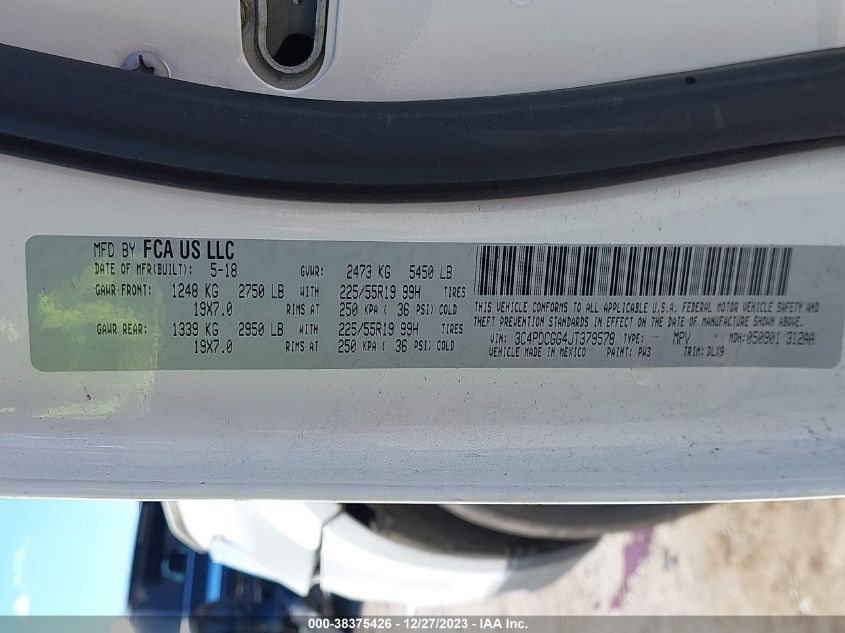 MFD BY FCA US LLC
DATE OF MFR(BUILT): 5-18 GVWR: 2473 KG 5450 LB
GAWR FRONT: 1248 KG 2750 LB WITH 225/55R19 99H TIRES
19X7.0 RIMS AT 250 KPA ( 36 PSI) COLD
GAWR REAR: 1339 KG 2950 LB WITH 225/55R19 99H TIRES
19X7.0 RIMS AT 250 KPA ( 36 PSI) COLD
THIS VEHICLE CONFORMS TO ALL APPLICABLE U.S.A. FEDERAL MOTOR VEHICLE SAFETY AND
THEFT PREVENTION STANDARDS IN EFFECT ON THE DATE OF MANUFACTURE SHOWN ABOVE.
VIN: 3C4PDCGG4JT379578 TYPE: MPV MDH: 050901 312AA
VEHICLE MADE IN MEXICO PAINT: PW3 TRIM: DLX9
000-38375426 - 12/27/2023 - IAA Inc.